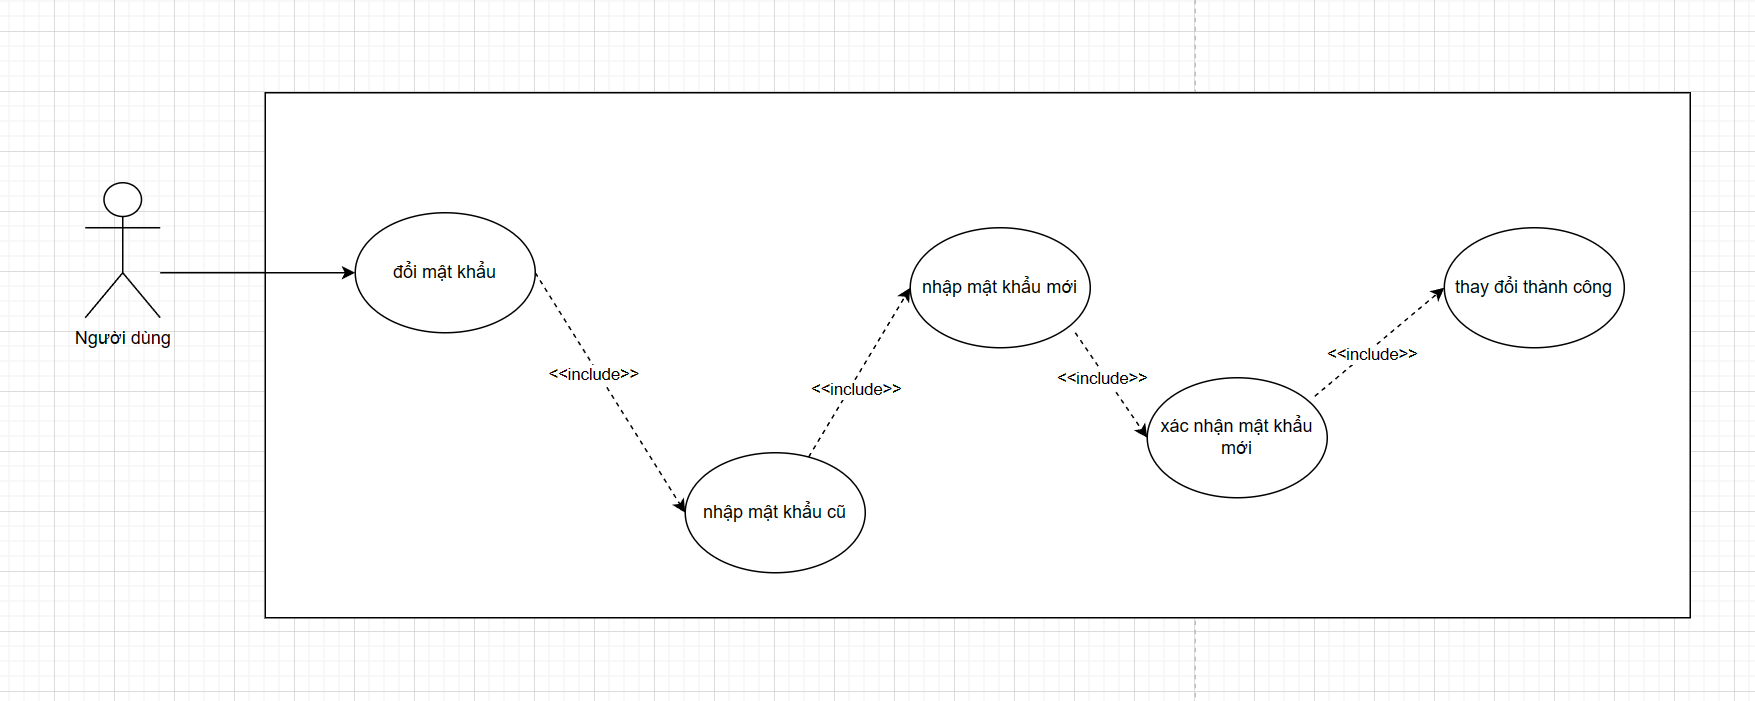 đổi mật khẩu
nhập mật khẩu mới
thay đổi thành công
Người dùng
<<include>>
<<include>>
<<include>>
<<include>>
xác nhận mật khẩu
mới
nhập mật khẩu cũ